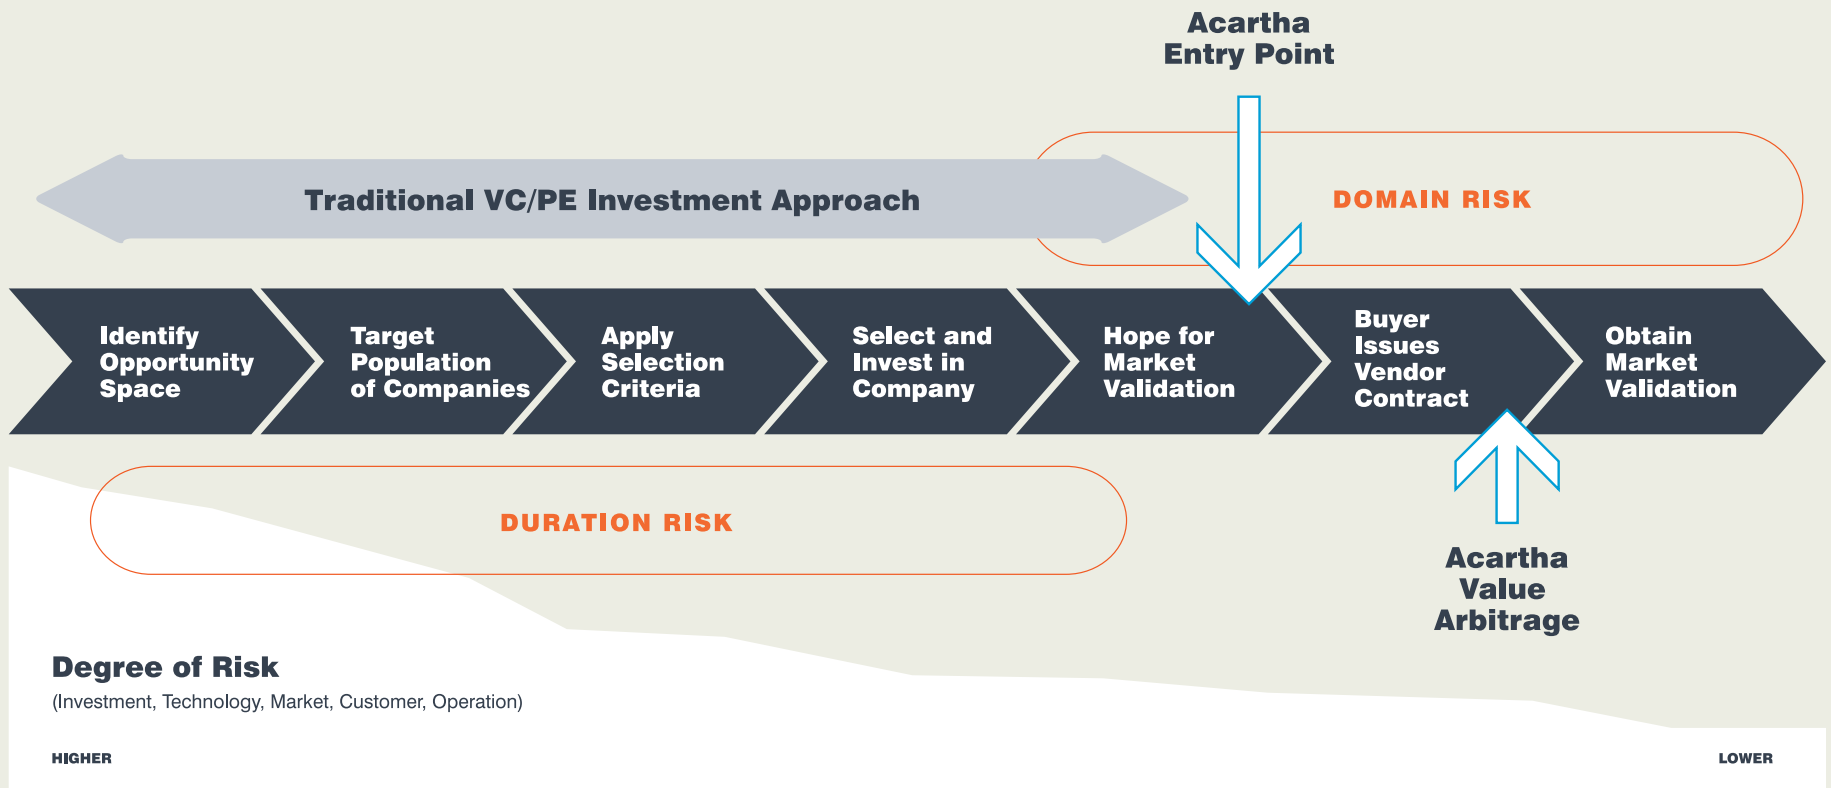 Acartha
Entry Point
Traditional VC/PE Investment Approach
DOMAIN RISK
Identify
Opportunity
Space
Target
Population
of Companies
Apply
Selection
Criteria
Select and
Invest in
Company
Hope for
Market
Validation
Buyer
Issues
Vendor
Contract
Obtain
Market
Validation
DURATION RISK
Acartha
Value
Arbitrage
Degree of Risk
(Investment, Technology, Market, Customer, Operation)
HIGHER
LOWER